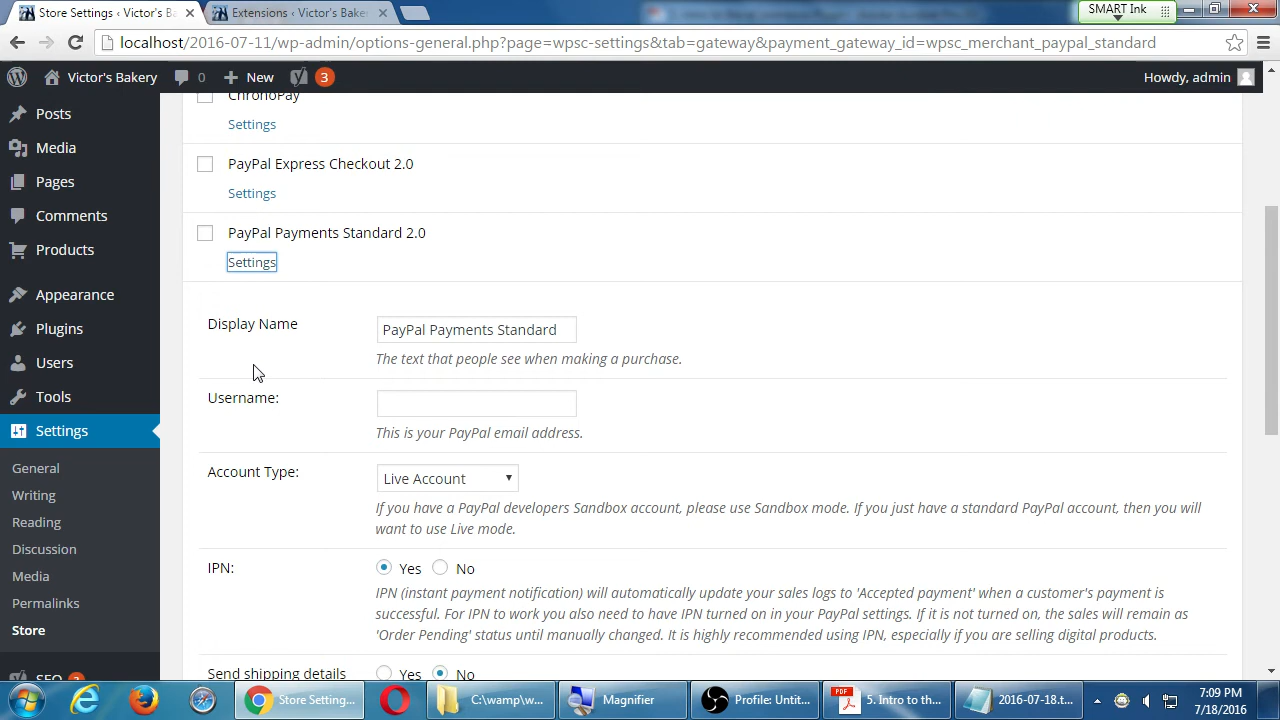 Store Settings ‹ Victor's B
Extensions ‹ Victor's Bake
SMART Ink
localhost/2016-07-11/wp-admin/options-general.php?page=wpsc-settings&tab=gateway&payment_gateway_id=wpsc_merchant_paypal_standard
Victor's Bakery
0
New
3
Howdy, admin
Posts
Media
Pages
Comments
Products
Appearance
Plugins
Users
Tools
Settings
General
Writing
Reading
Discussion
Media
Permalinks
Store
SEO
ChronoPay
Settings
PayPal Express Checkout 2.0
Settings
PayPal Payments Standard 2.0
Settings
Display Name
PayPal Payments Standard
The text that people see when making a purchase.
Username:
This is your PayPal email address.
Account Type:
Live Account
If you have a PayPal developers Sandbox account, please use Sandbox mode. If you just have a standard PayPal account, then you will
want to use Live mode.
IPN:
Yes
No
IPN (instant payment notification) will automatically update your sales logs to 'Accepted payment' when a customer's payment is
successful. For IPN to work you also need to have IPN turned on in your PayPal settings. If it is not turned on, the sales will remain as
'Order Pending' status until manually changed. It is highly recommended using IPN, especially if you are selling digital products.
Send shipping details
Yes
No
Store Setting...
C:\wamp\w...
Magnifier
Profile: Untit...
PDF
5. Intro to th...
2016-07-18.t...
7:09 PM
7/18/2016